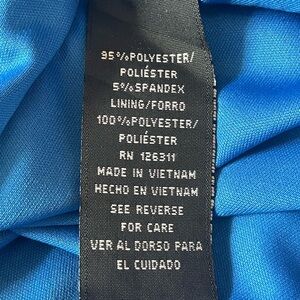 95%POLYESTER/
POLIÉSTER
5%SPANDEX
LINING/FORRO
100%POLYESTER/
POLIÉSTER
RN 126311
MADE IN VIETNAM
HECHO EN VIETNAM
SEE REVERSE
FOR CARE
VER AL DORSO PARA
EL CUIDADO